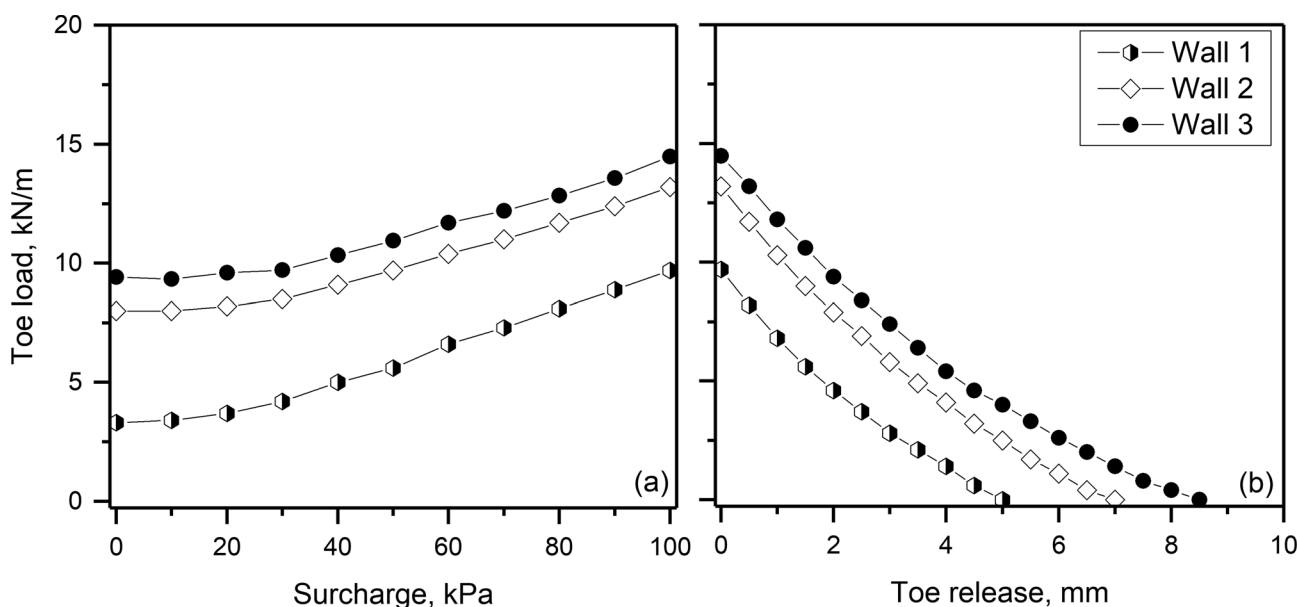 Toe load, kN/m
20
15
10
5
0
0 20 40 60 80 100
Surcharge, kPa
(a)
Wall 1
Wall 2
Wall 3
(b)
0 2 4 6 8 10
Toe release, mm